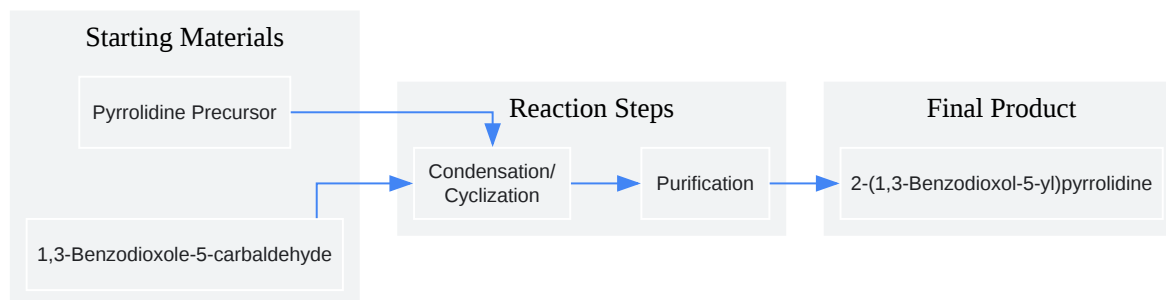 Starting Materials
Pyrrolidine Precursor
1,3-Benzodioxole-5-carbaldehyde
Reaction Steps
Condensation/
Cyclization
Purification
Final Product
2-(1,3-Benzodioxol-5-yl)pyrrolidine